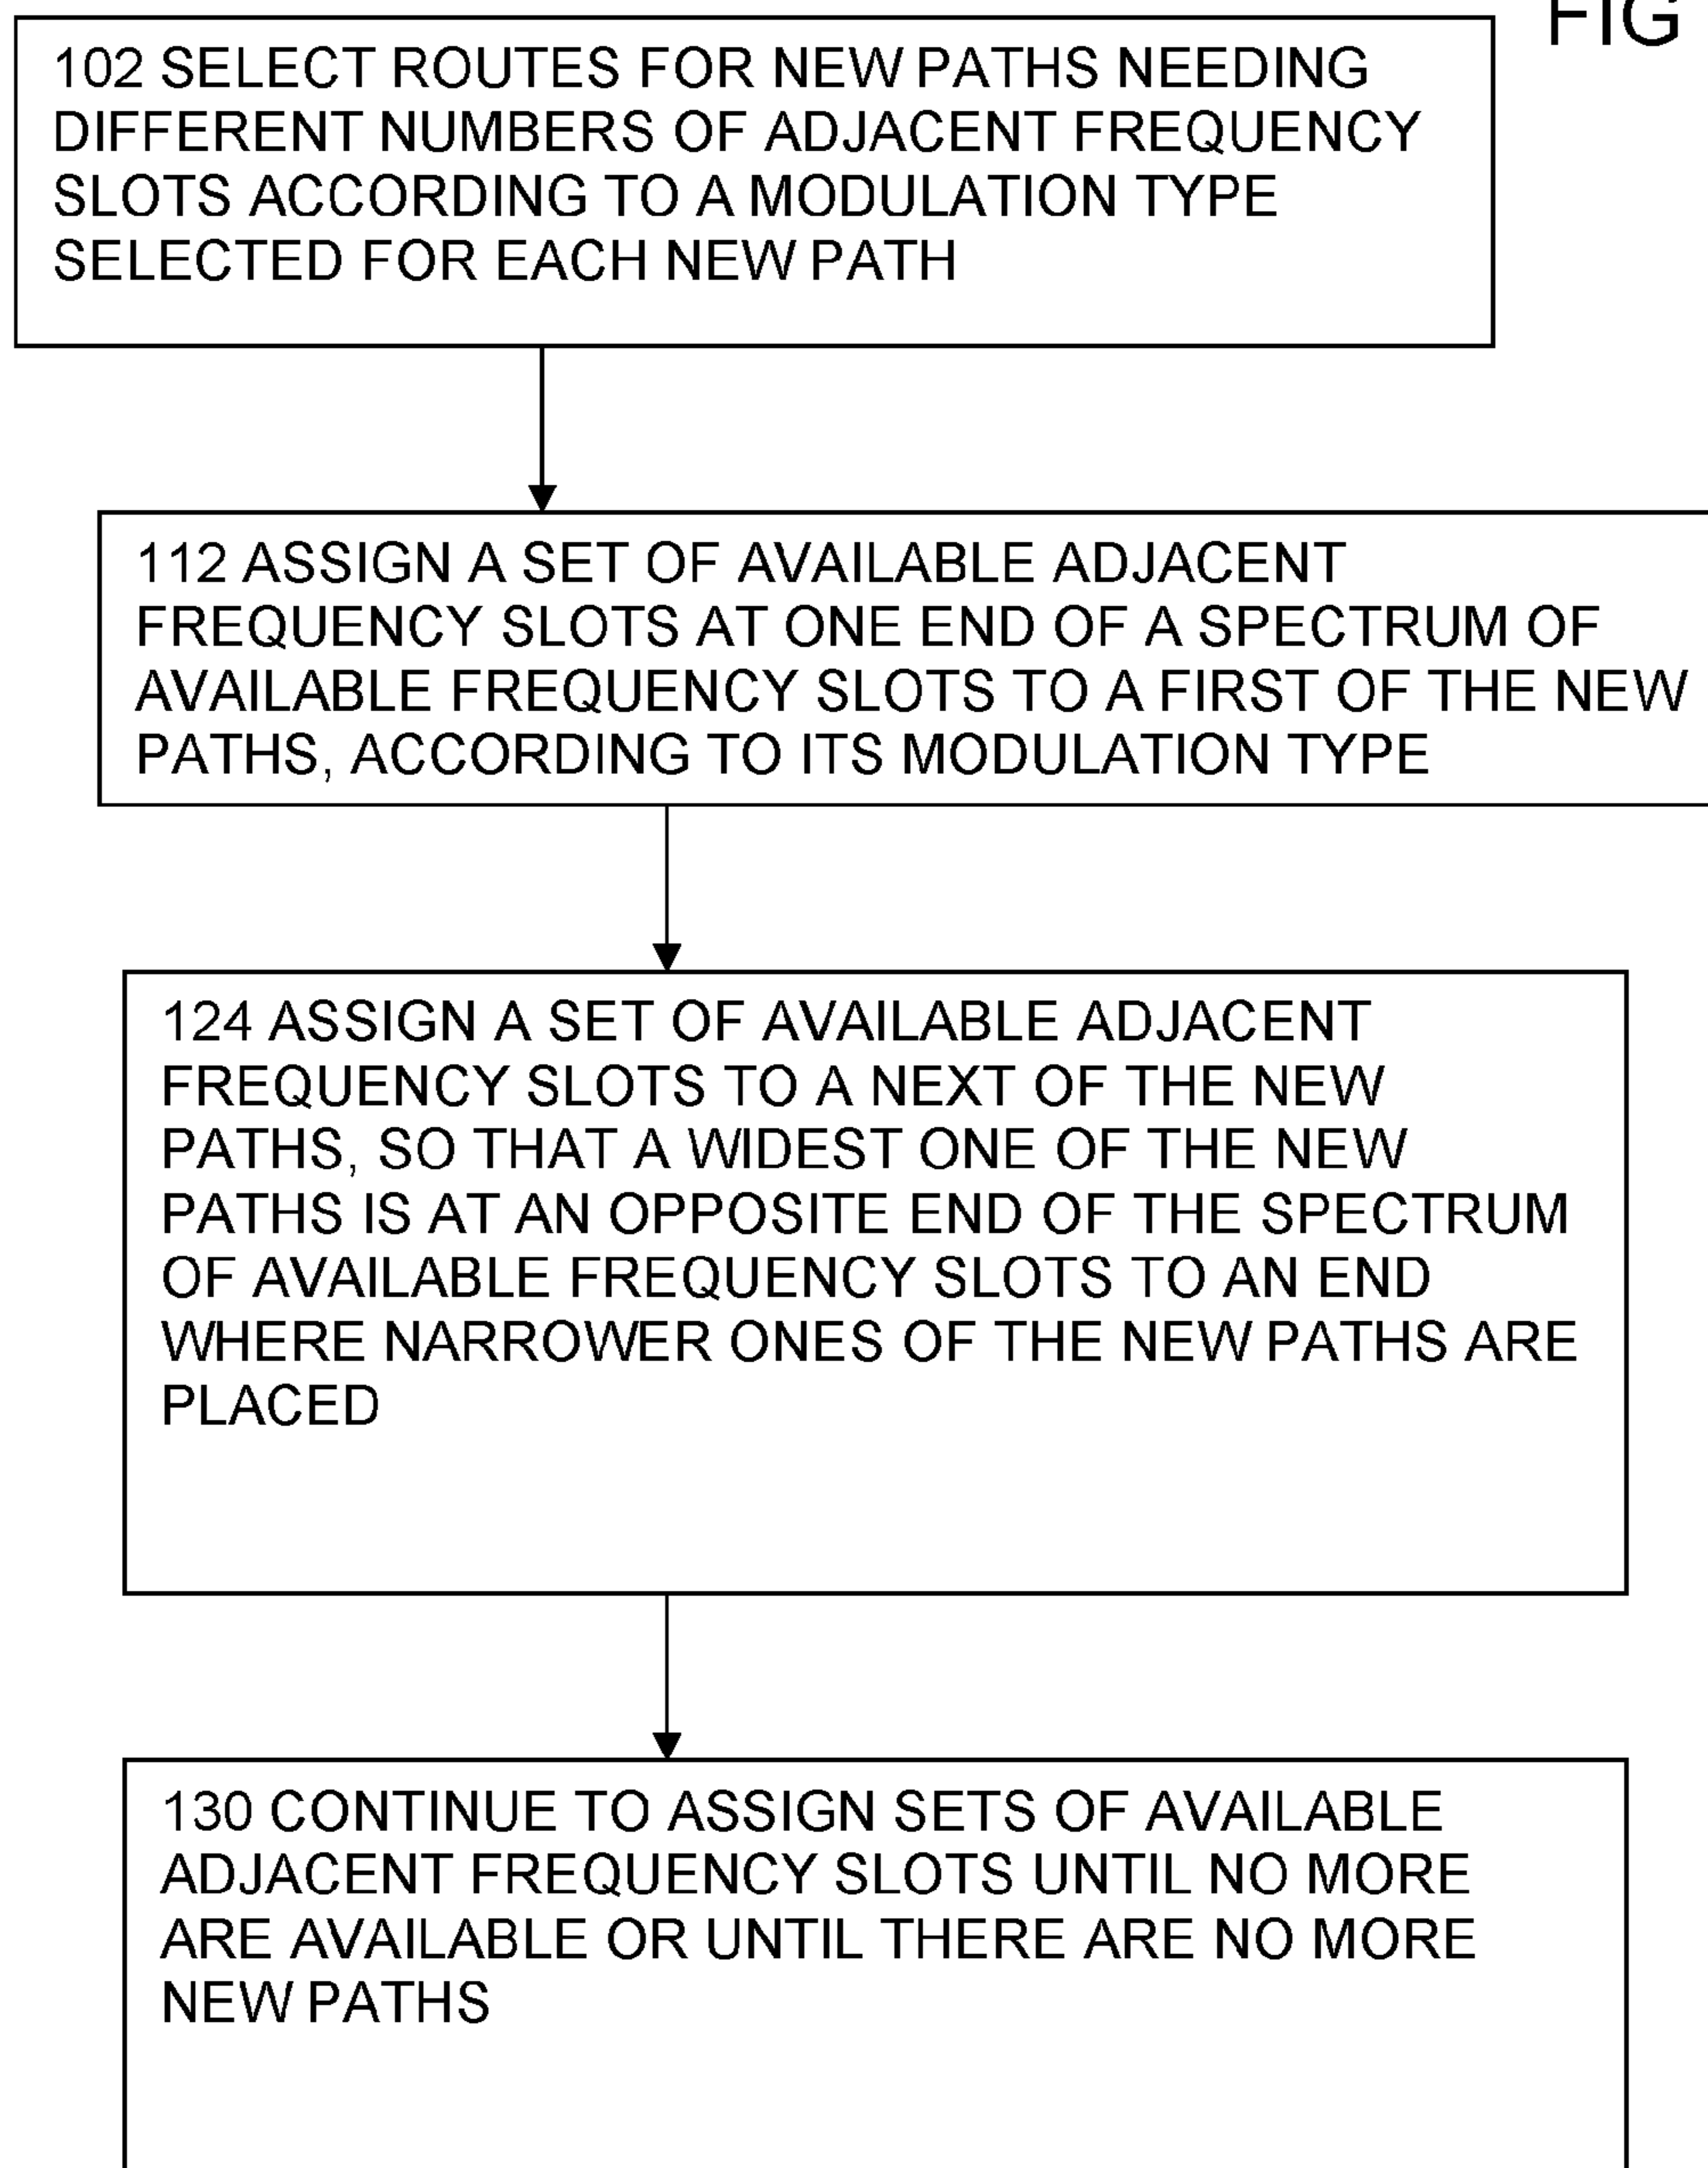 FIG
102 SELECT ROUTES FOR NEW PATHS NEEDING
DIFFERENT NUMBERS OF ADJACENT FREQUENCY
SLOTS ACCORDING TO A MODULATION TYPE
SELECTED FOR EACH NEW PATH
112 ASSIGN A SET OF AVAILABLE ADJACENT
FREQUENCY SLOTS AT ONE END OF A SPECTRUM OF
AVAILABLE FREQUENCY SLOTS TO A FIRST OF THE NEW
PATHS, ACCORDING TO ITS MODULATION TYPE
124 ASSIGN A SET OF AVAILABLE ADJACENT
FREQUENCY SLOTS TO A NEXT OF THE NEW
PATHS, SO THAT A WIDEST ONE OF THE NEW
PATHS IS AT AN OPPOSITE END OF THE SPECTRUM
OF AVAILABLE FREQUENCY SLOTS TO AN END
WHERE NARROWER ONES OF THE NEW PATHS ARE
PLACED
130 CONTINUE TO ASSIGN SETS OF AVAILABLE
ADJACENT FREQUENCY SLOTS UNTIL NO MORE
ARE AVAILABLE OR UNTIL THERE ARE NO MORE
NEW PATHS